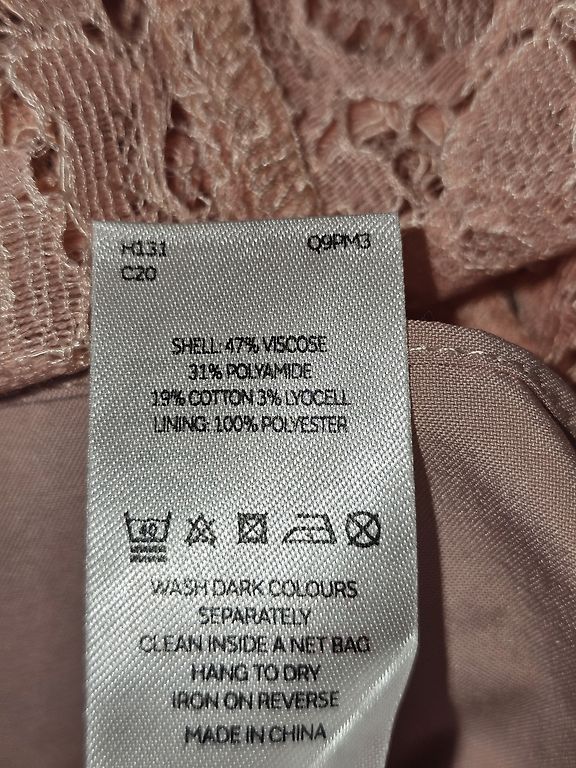 H131
Q9PM3
C20
SHELL: 47% VISCOSE
31% POLYAMIDE
19% COTTON 3% LYOCELL
LINING: 100% POLYESTER
40
WASH DARK COLOURS
SEPARATELY
CLEAN INSIDE A NET BAG
HANG TO DRY
IRON ON REVERSE
MADE IN CHINA